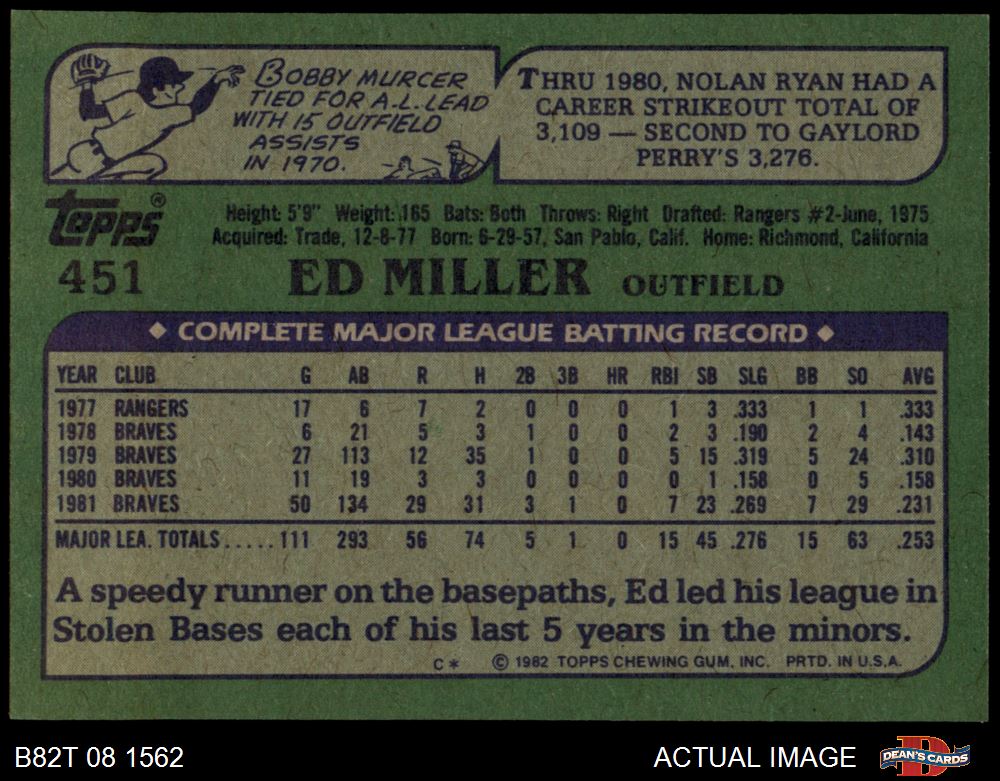 BOBBY MURCER
TIED FOR A.L. LEAD
WITH 15 OUTFIELD
ASSISTS
IN 1970.
THRU 1980, NOLAN RYAN HAD A
CAREER STRIKEOUT TOTAL OF
3,109 — SECOND TO GAYLORD
PERRY'S 3,276.
Topps®
Height: 5'9" Weight: 165 Bats: Both Throws: Right Drafted: Rangers #2-June, 1975
Acquired: Trade, 12-8-77 Born: 6-29-57, San Pablo, Calif. Home: Richmond, California
451 ED MILLER OUTFIELD
◆ COMPLETE MAJOR LEAGUE BATTING RECORD ◆
YEAR CLUB G AB R H 2B 3B HR RBI SB SLG BB SO AVG
1977 RANGERS 17 6 7 2 0 0 0 1 3 .333 1 1 .333
1978 BRAVES 6 21 5 3 1 0 0 2 3 .190 2 4 .143
1979 BRAVES 27 113 12 35 1 0 0 5 15 .319 5 24 .310
1980 BRAVES 11 19 3 3 0 0 0 0 1 .158 0 5 .158
1981 BRAVES 50 134 29 31 3 1 0 7 23 .269 7 29 .231
MAJOR LEA. TOTALS.....111 293 56 74 5 1 0 15 45 .276 15 63 .253
A speedy runner on the basepaths, Ed led his league in
Stolen Bases each of his last 5 years in the minors.
C* © 1982 TOPPS CHEWING GUM, INC. PRTD. IN U.S.A.
B82T 08 1562 ACTUAL IMAGE DEAN'S CARDS